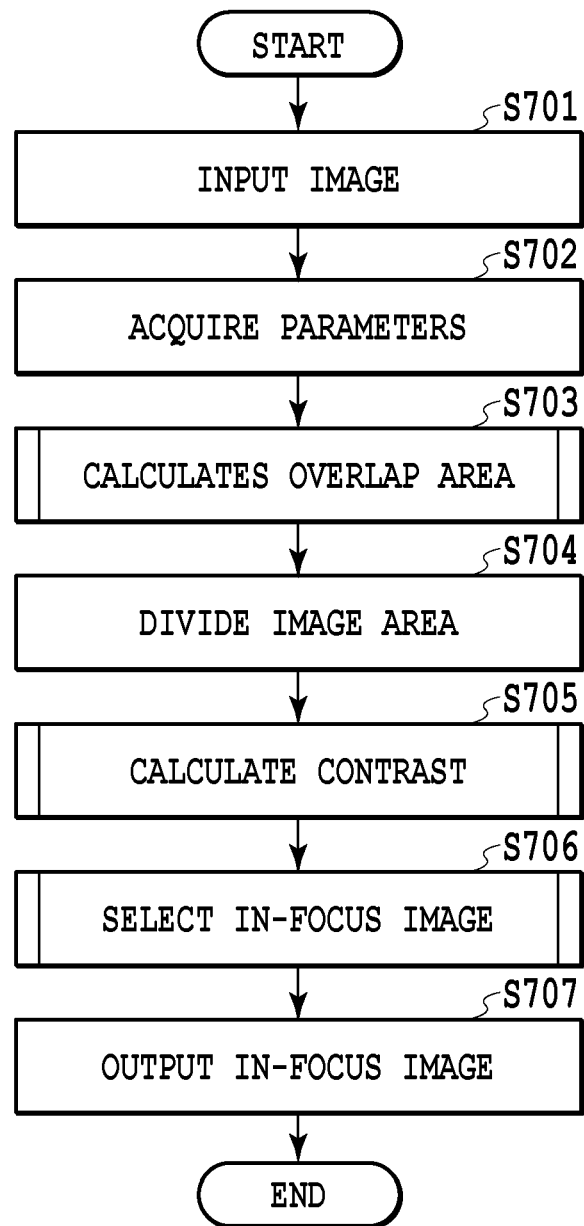 START
S701
INPUT IMAGE
S702
ACQUIRE PARAMETERS
S703
CALCULATES OVERLAP AREA
S704
DIVIDE IMAGE AREA
S705
CALCULATE CONTRAST
S706
SELECT IN-FOCUS IMAGE
S707
OUTPUT IN-FOCUS IMAGE
END